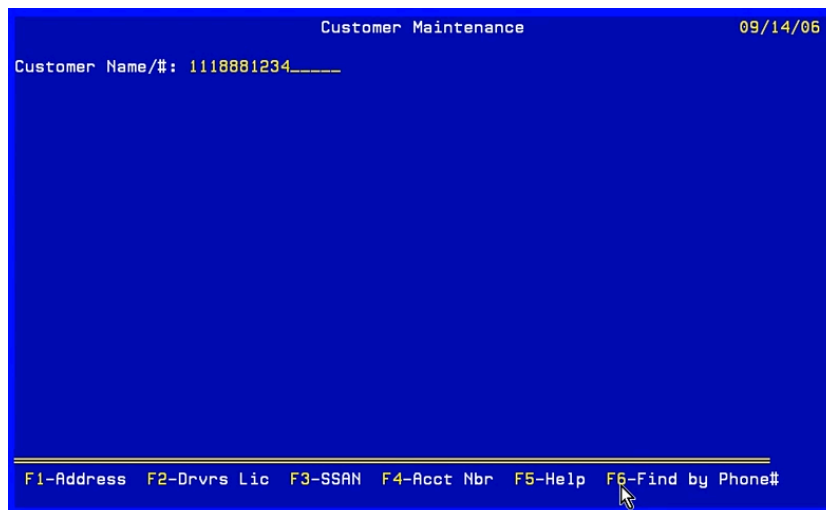 Customer Maintenance 09/14/06
Customer Name/#: 1118881234_____
F1-Address F2-Drvrs Lic F3-SSAN F4-Acct Nbr F5-Help F6-Find by Phone#